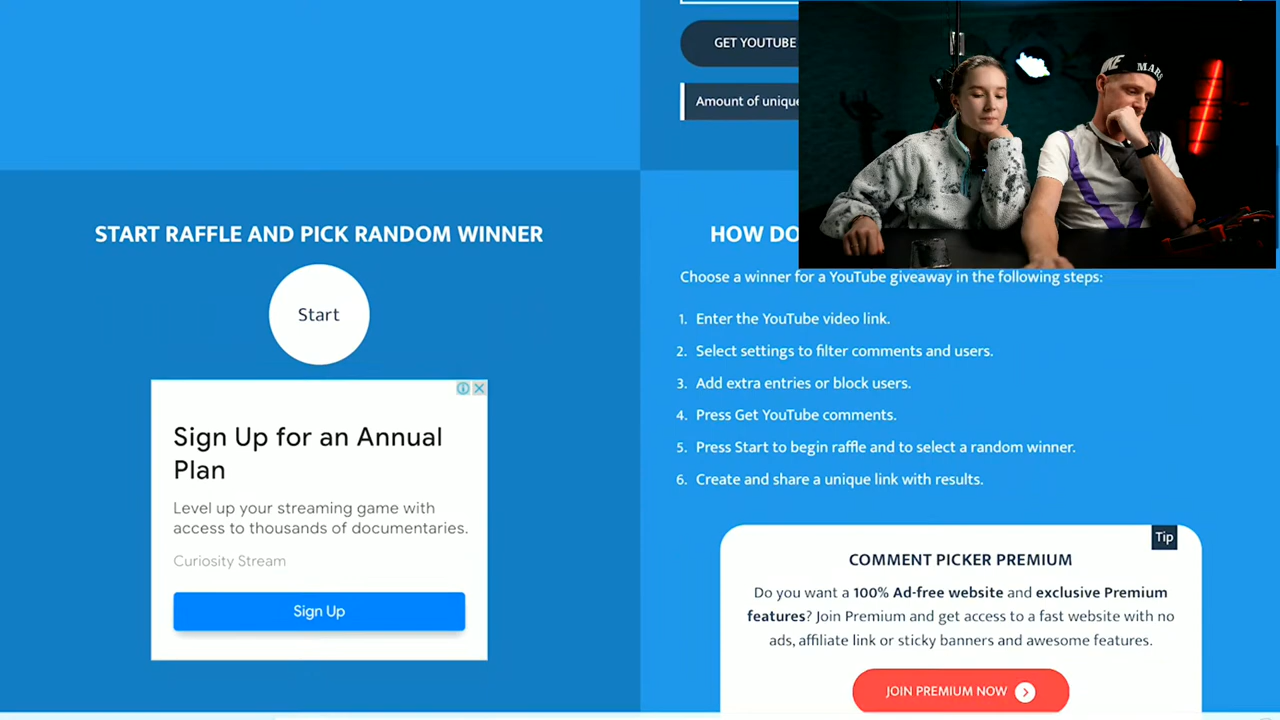 GET YOUTUBE
Amount of unique
MARS
START RAFFLE AND PICK RANDOM WINNER
Start
Sign Up for an Annual
Plan
Level up your streaming game with
access to thousands of documentaries.
Curiosity Stream
Sign Up
HOW DO
Choose a winner for a YouTube giveaway in the following steps:
1. Enter the YouTube video link.
2. Select settings to filter comments and users.
3. Add extra entries or block users.
4. Press Get YouTube comments.
5. Press Start to begin raffle and to select a random winner.
6. Create and share a unique link with results.
Tip
COMMENT PICKER PREMIUM
Do you want a 100% Ad-free website and exclusive Premium
features? Join Premium and get access to a fast website with no
ads, affiliate link or sticky banners and awesome features.
JOIN PREMIUM NOW